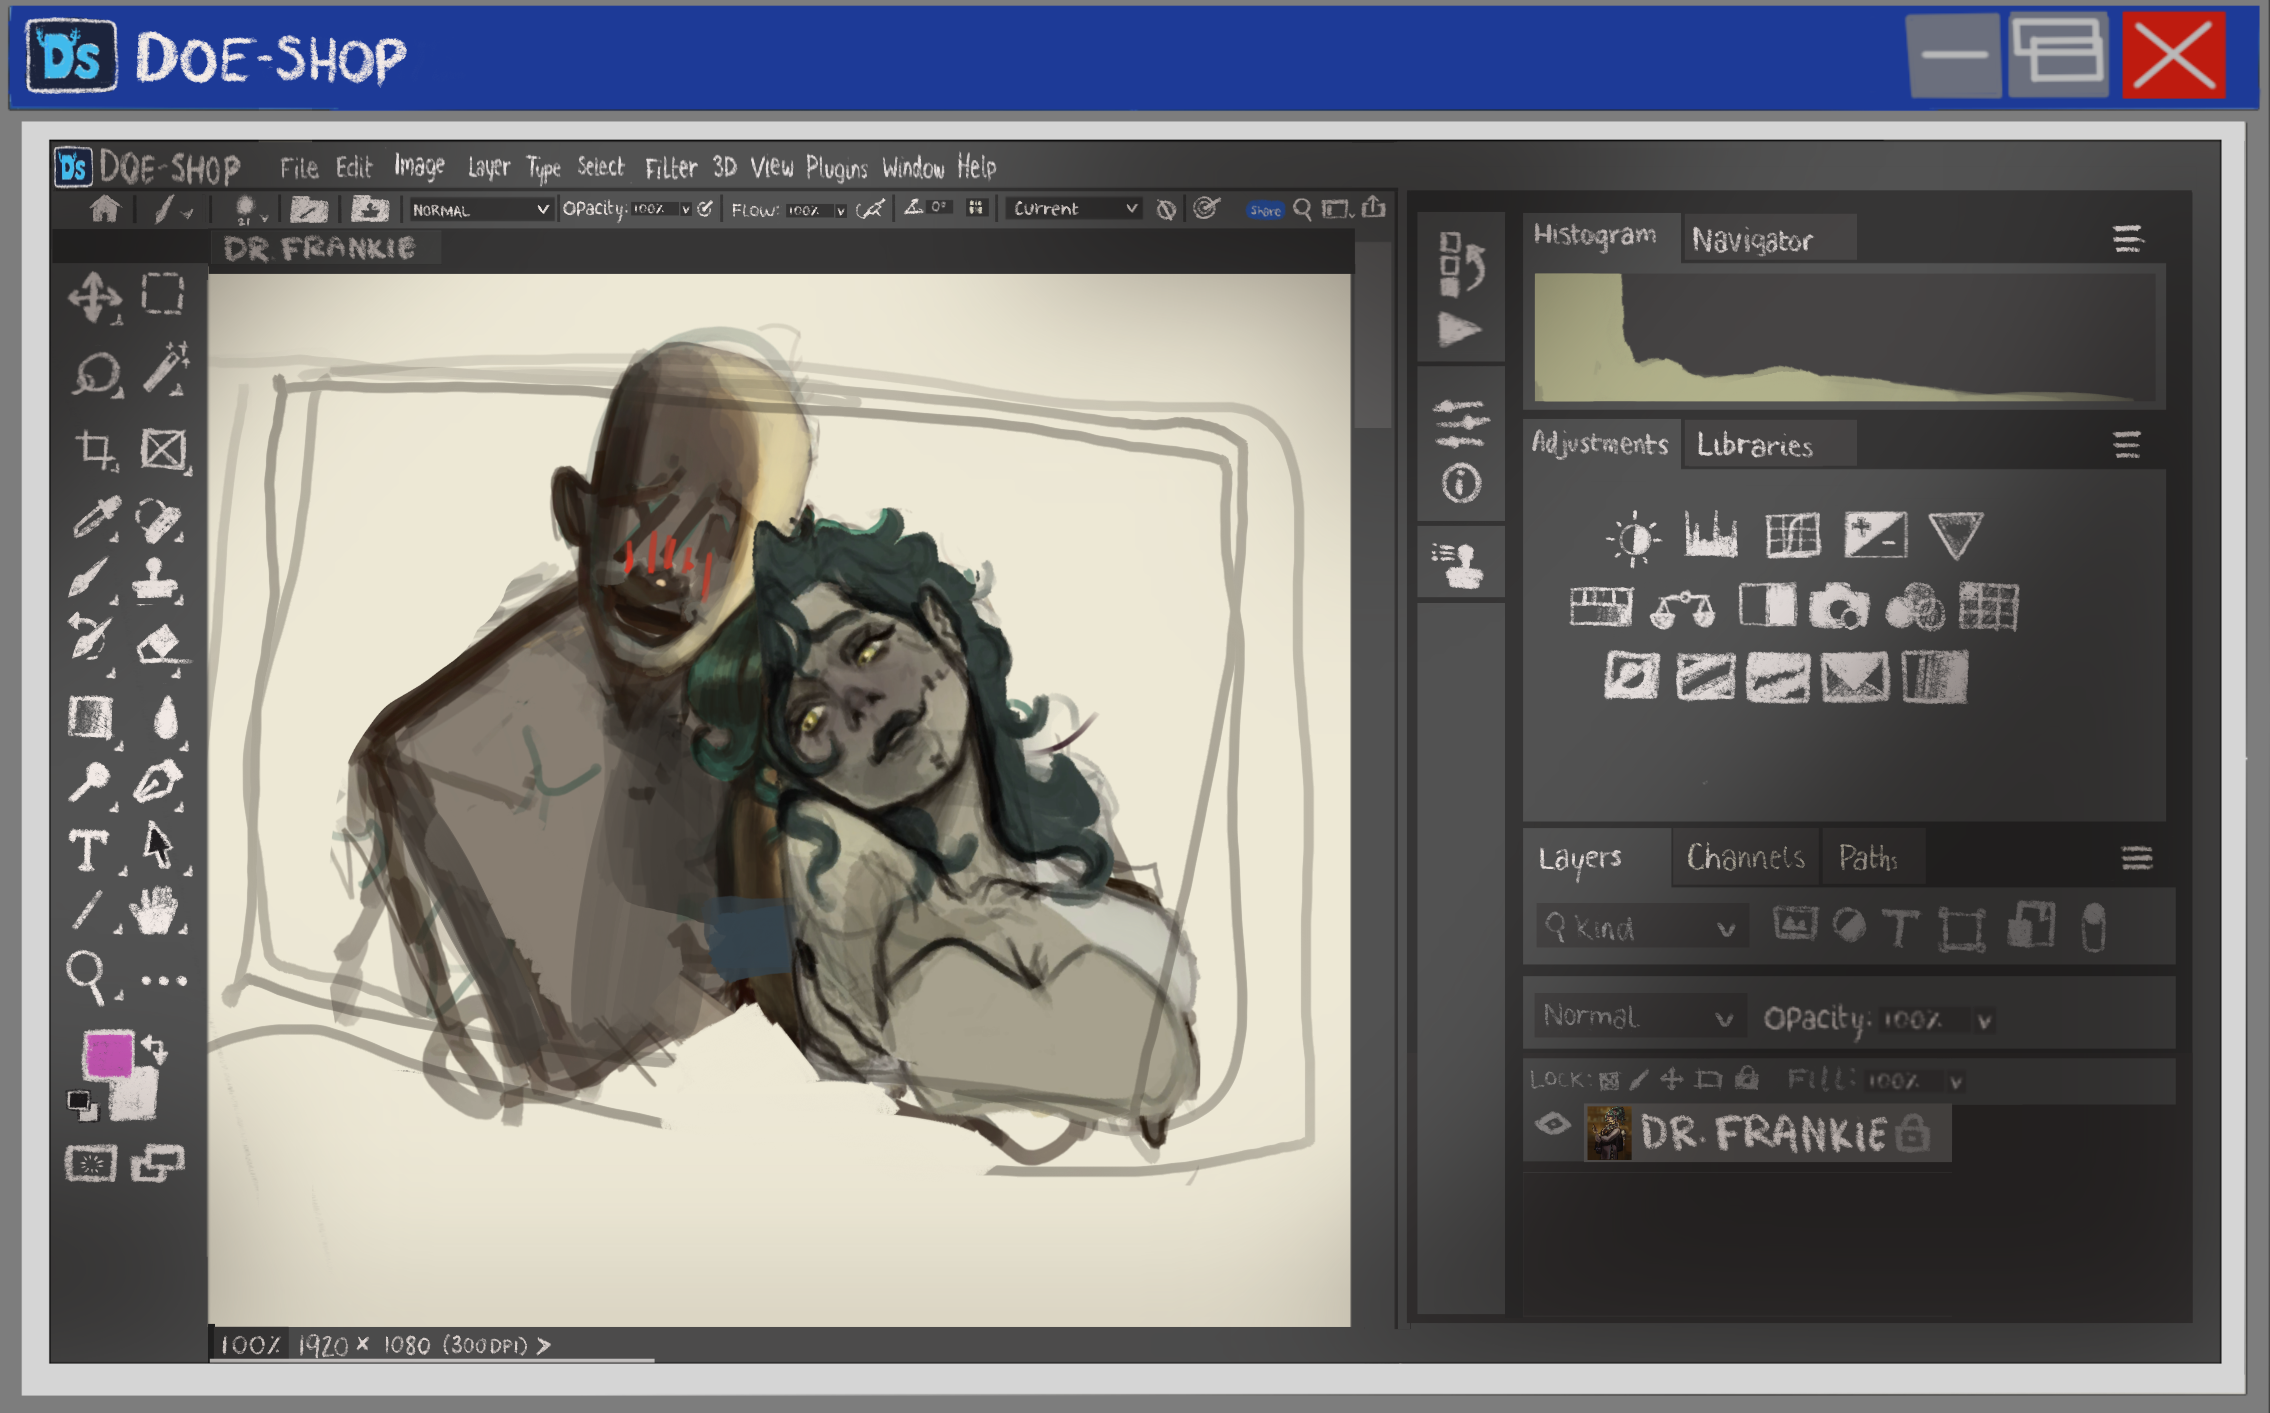 Ds DOE-SHOP
Ds DOE-SHOP File Edit Image Layer Type Select Filter 3D View Plugins Window Help
21 NORMAL OPacity: 100% FLOW: 100% 0° Current Share
DR. FRANKIE
Histogram Navigator
Adjustments Libraries
T
Layers Channels Paths
Kind T
Normal OPacity: 100%
LOCK: Fill: 100%
DR. FRANKIE
100% 1920 × 1080 (300DPI) >